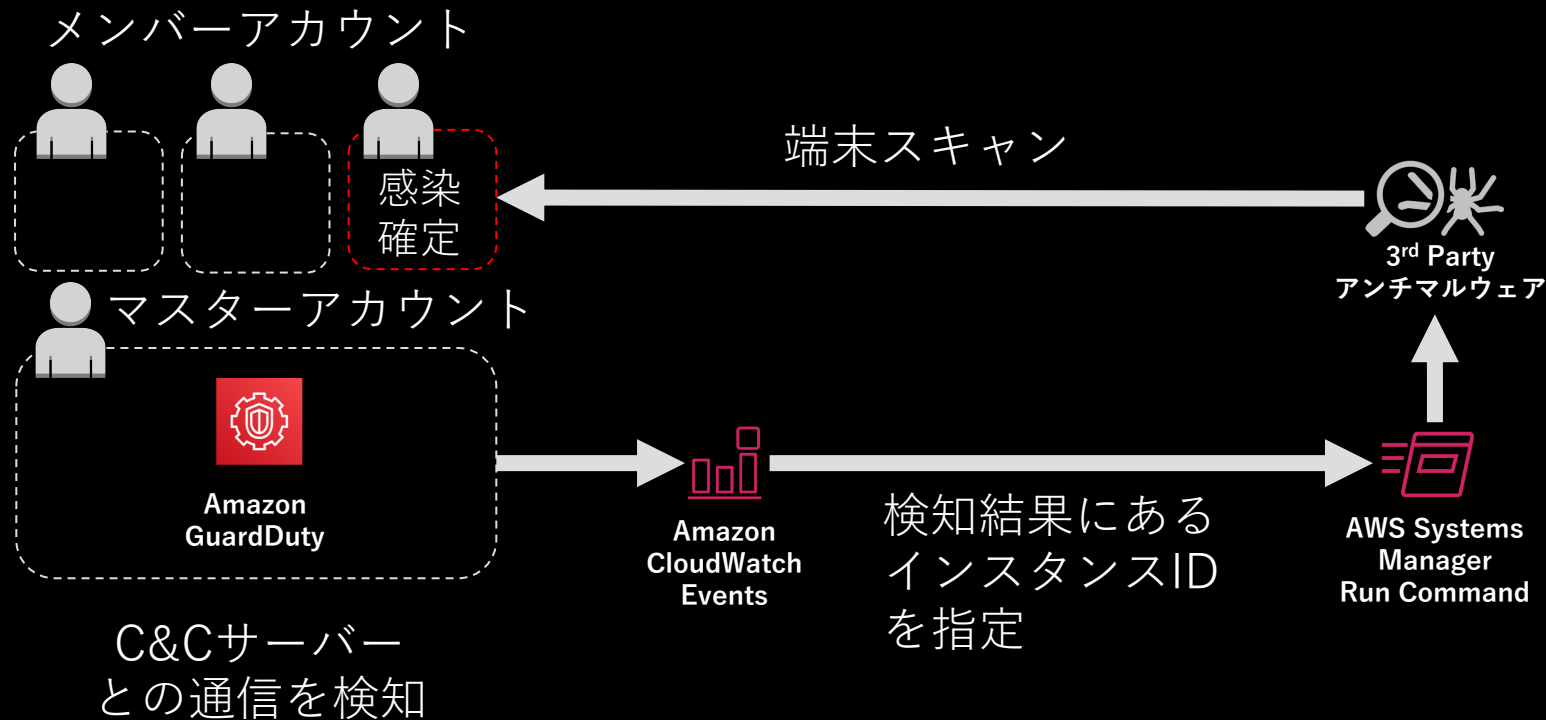 メンバーアカウント
端末スキャン
感染
確定
3rd Party
アンチマルウェア
マスターアカウント
Amazon
GuardDuty
Amazon
CloudWatch
Events
検知結果にある
インスタンスID
を指定
AWS Systems
Manager
Run Command
C&Cサーバー
との通信を検知